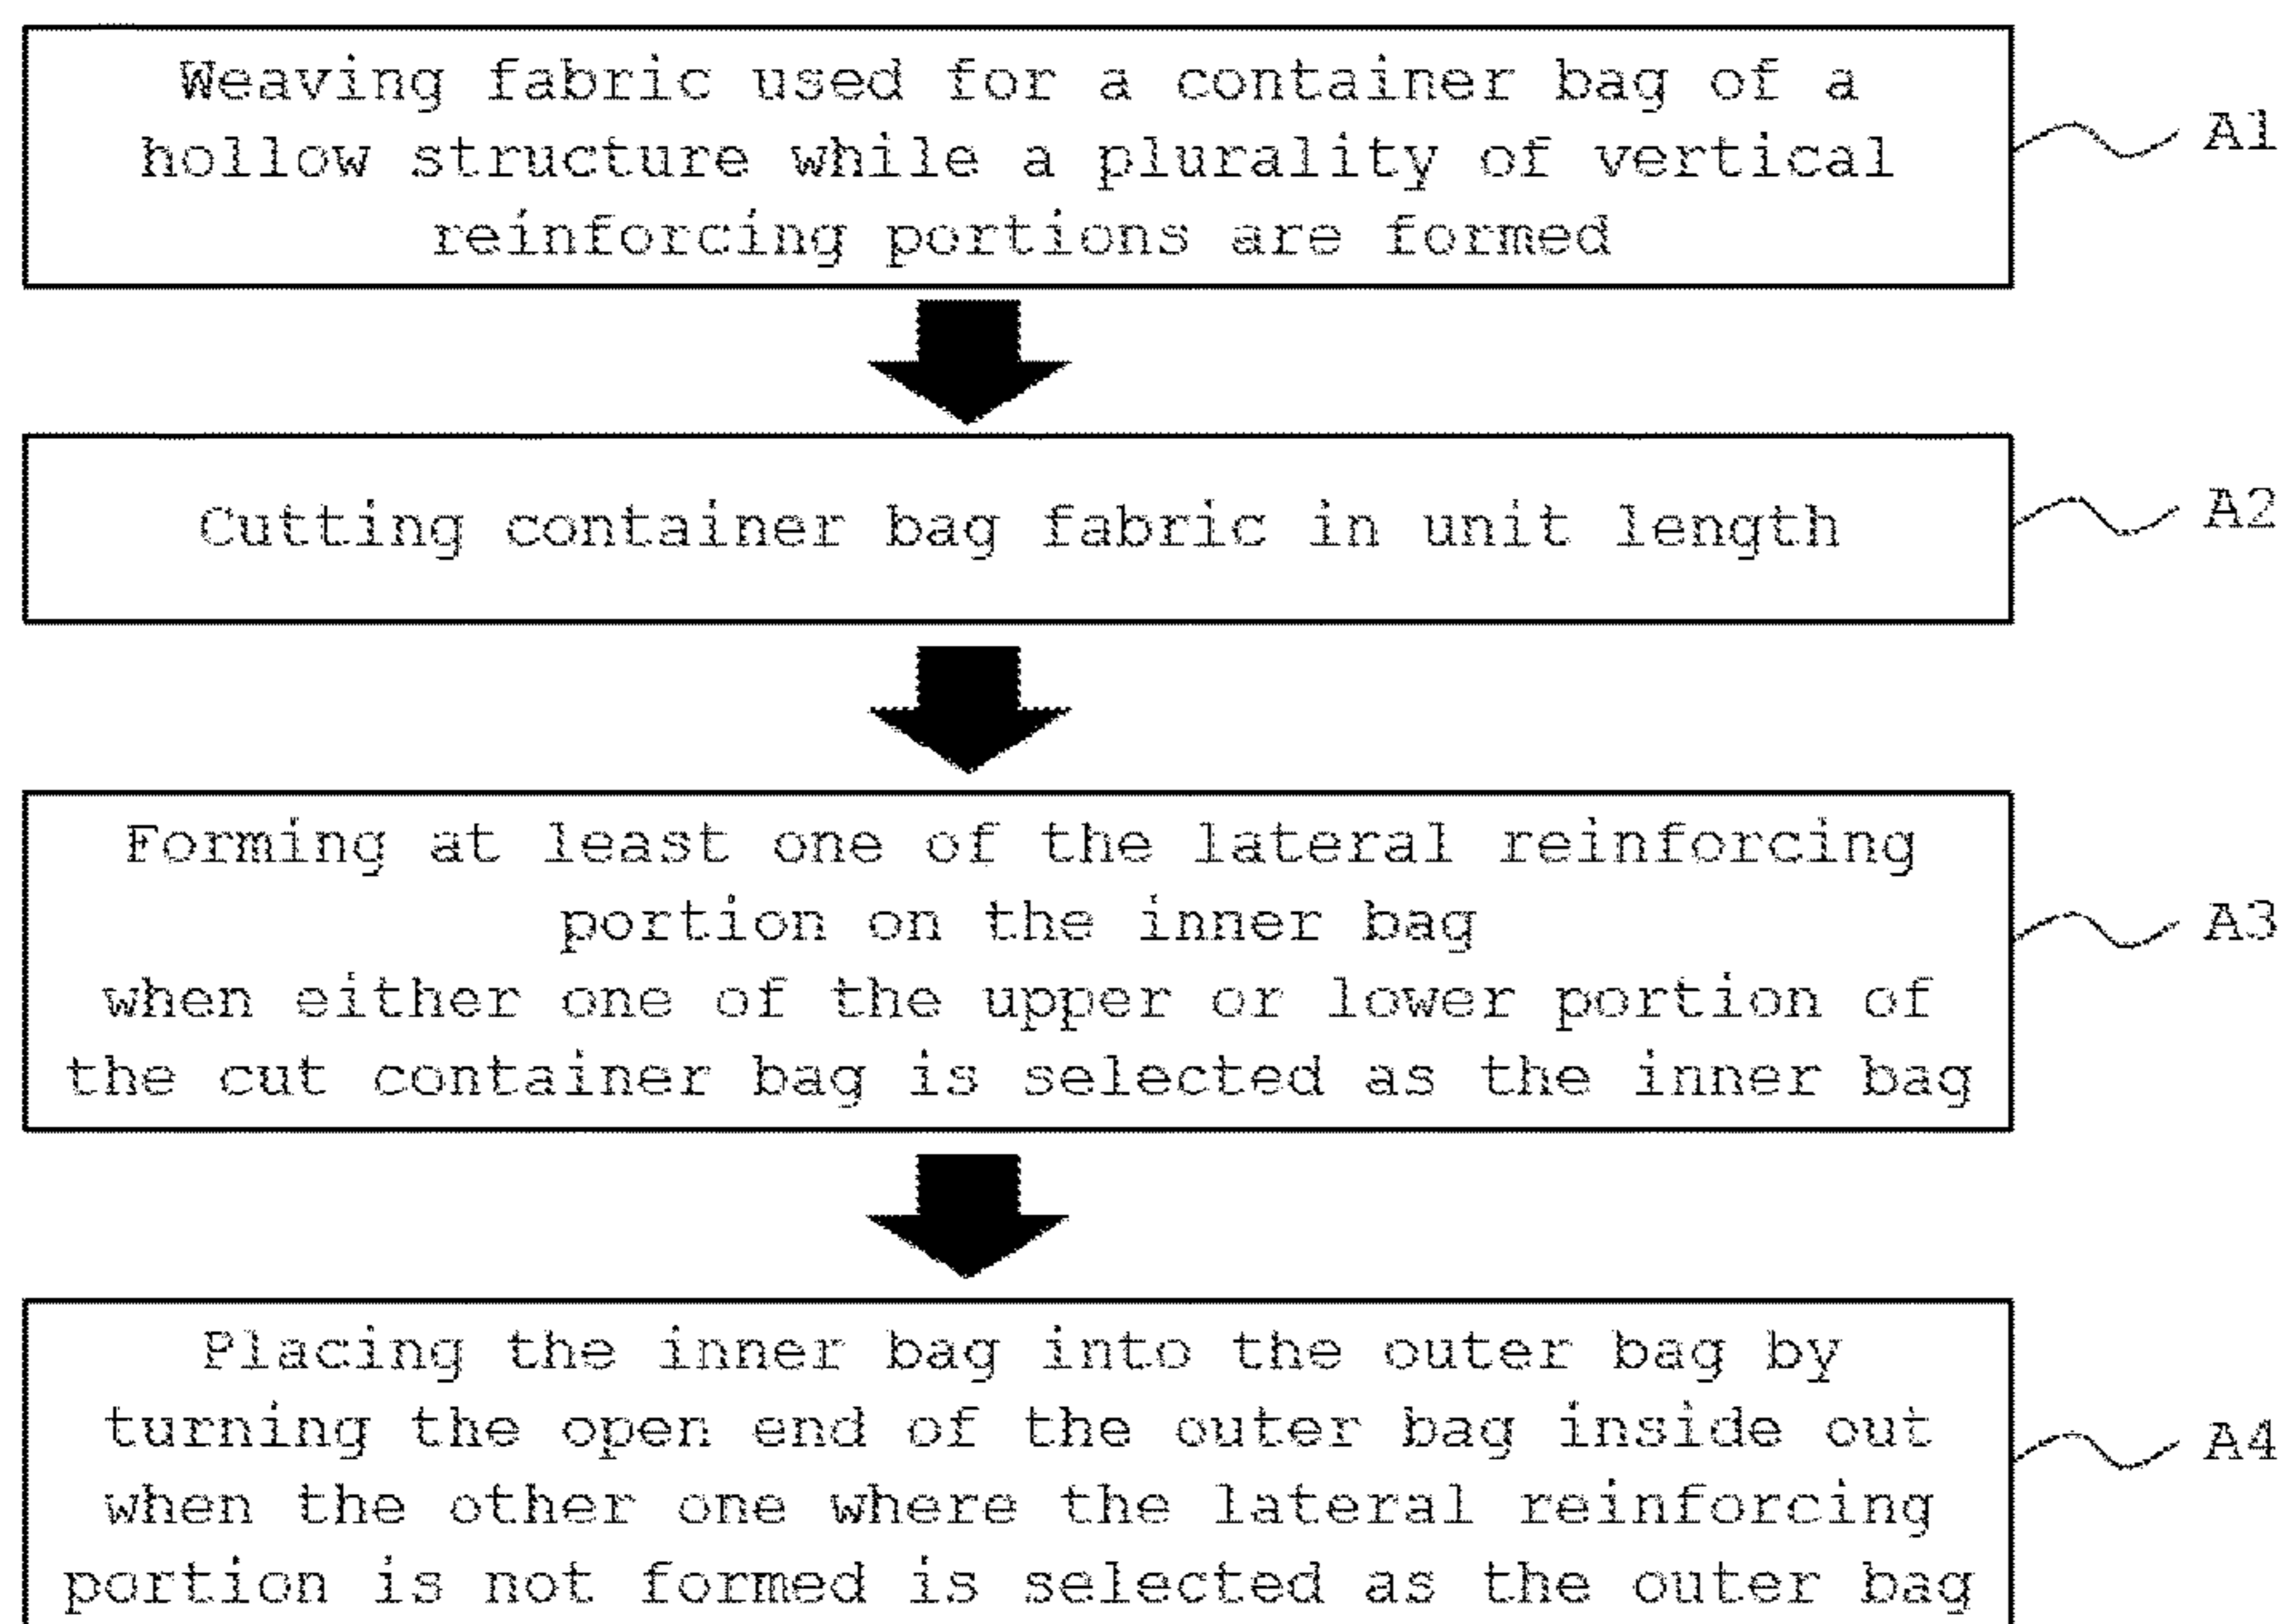 Weaving fabric used for a container bag of a
hollow structure while a plurality of vertical
reinforcing portions are formed
A1
Cutting container bag fabric in unit length
A2
Forming at least one of the lateral reinforcing
portion on the inner bag
when either one of the upper or lower portion of
the cut container bag is selected as the inner bag
A3
Placing the inner bag into the outer bag by
turning the open end of the outer bag inside out
when the other one where the lateral reinforcing
portion is not formed is selected as the outer bag
A4